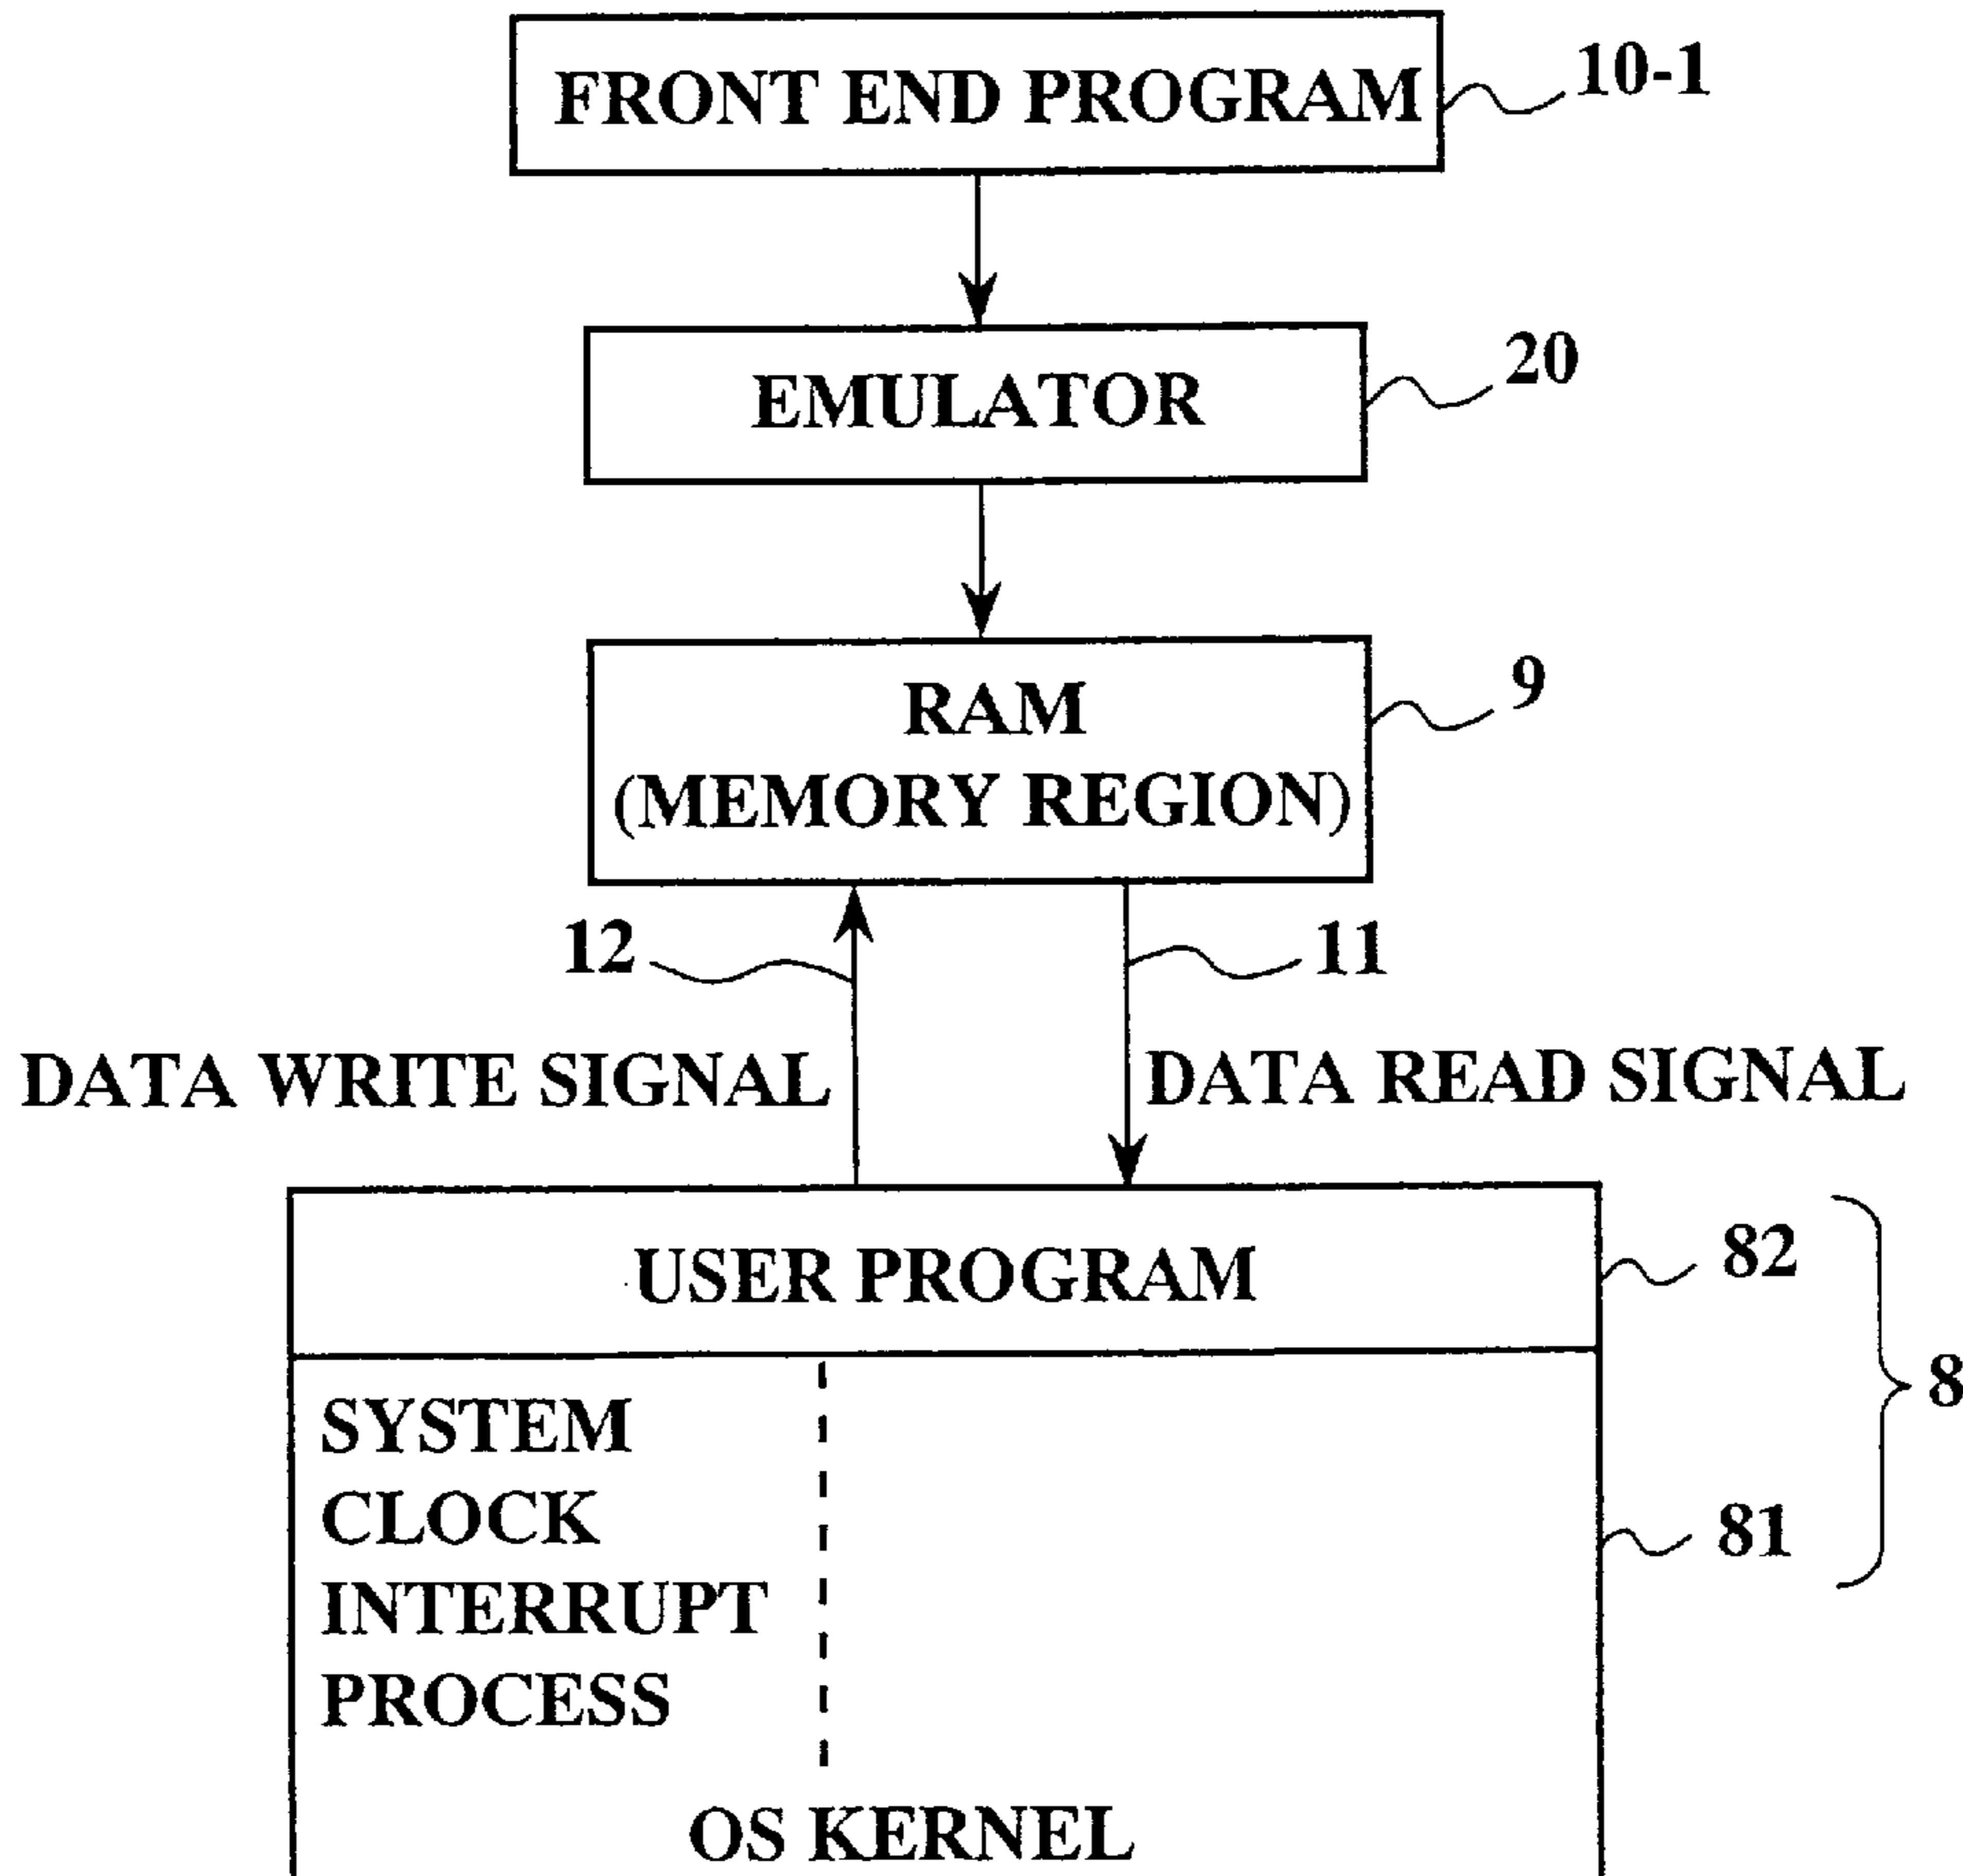 FRONT END PROGRAM
10-1
EMULATOR
20
RAM
(MEMORY REGION)
9
12
11
DATA WRITE SIGNAL
DATA READ SIGNAL
USER PROGRAM
82
8
SYSTEM
CLOCK
INTERRUPT
PROCESS
81
OS KERNEL